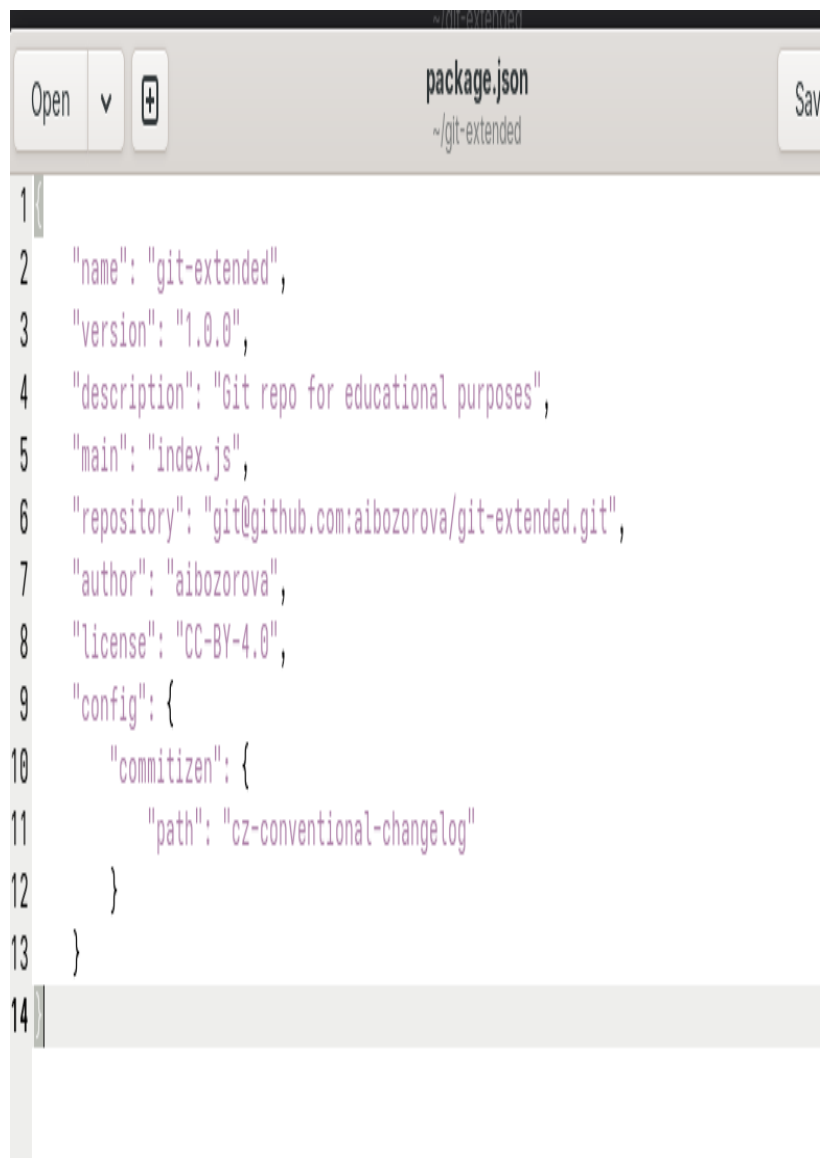 ~/git-extended
Open
package.json
Sav
~/git-extended
1 {
2 "name": "git-extended",
3 "version": "1.0.0",
4 "description": "Git repo for educational purposes",
5 "main": "index.js",
6 "repository": "git@github.com:aibozorova/git-extended.git",
7 "author": "aibozorova",
8 "license": "CC-BY-4.0",
9 "config": {
10 "commitizen": {
11 "path": "cz-conventional-changelog"
12 }
13 }
14 }